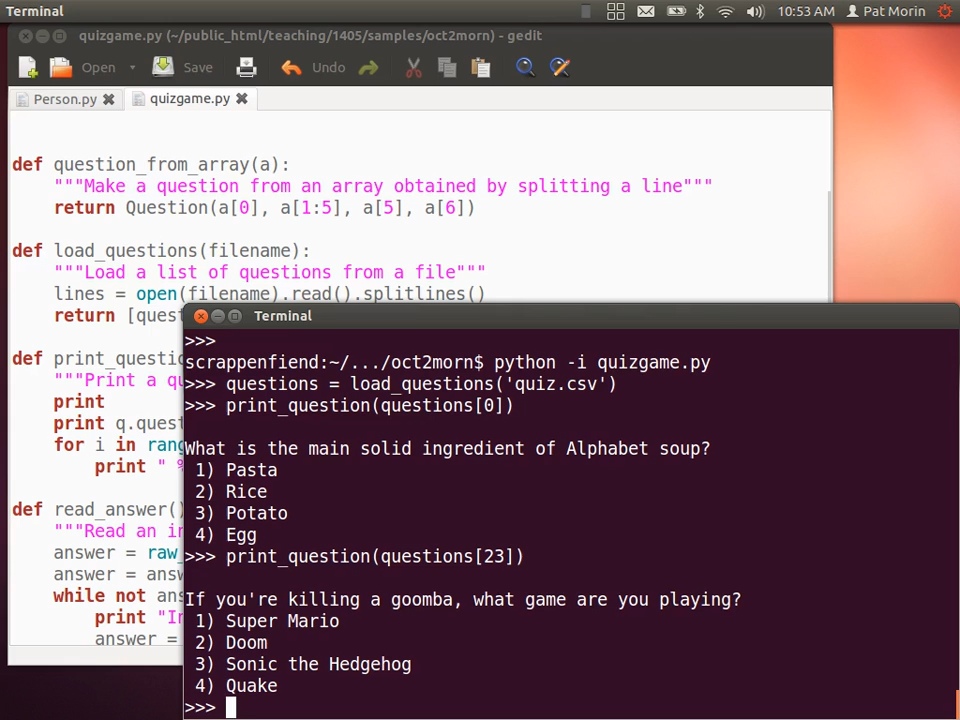 Terminal
10:53 AM
Pat Morin
quizgame.py (~/public_html/teaching/1405/samples/oct2morn) - gedit
Open
Save
Undo
Person.py
quizgame.py
def question_from_array(a):
"""Make a question from an array obtained by splitting a line"""
return Question(a[0], a[1:5], a[5], a[6])
def load_questions(filename):
"""Load a list of questions from a file"""
lines = open(filename).read().splitlines()
return [quest
def print_questio
"""Print a qu
print
print q.quest
for i in rang
print " %
def read_answer()
"""Read an in
answer = raw_
answer = answ
while not ans
print "In
answer =
Terminal
>>>
scrappenfiend:~/.../oct2morn$ python -i quizgame.py
>>> questions = load_questions('quiz.csv')
>>> print_question(questions[0])
What is the main solid ingredient of Alphabet soup?
1) Pasta
2) Rice
3) Potato
4) Egg
>>> print_question(questions[23])
If you're killing a goomba, what game are you playing?
1) Super Mario
2) Doom
3) Sonic the Hedgehog
4) Quake
>>>